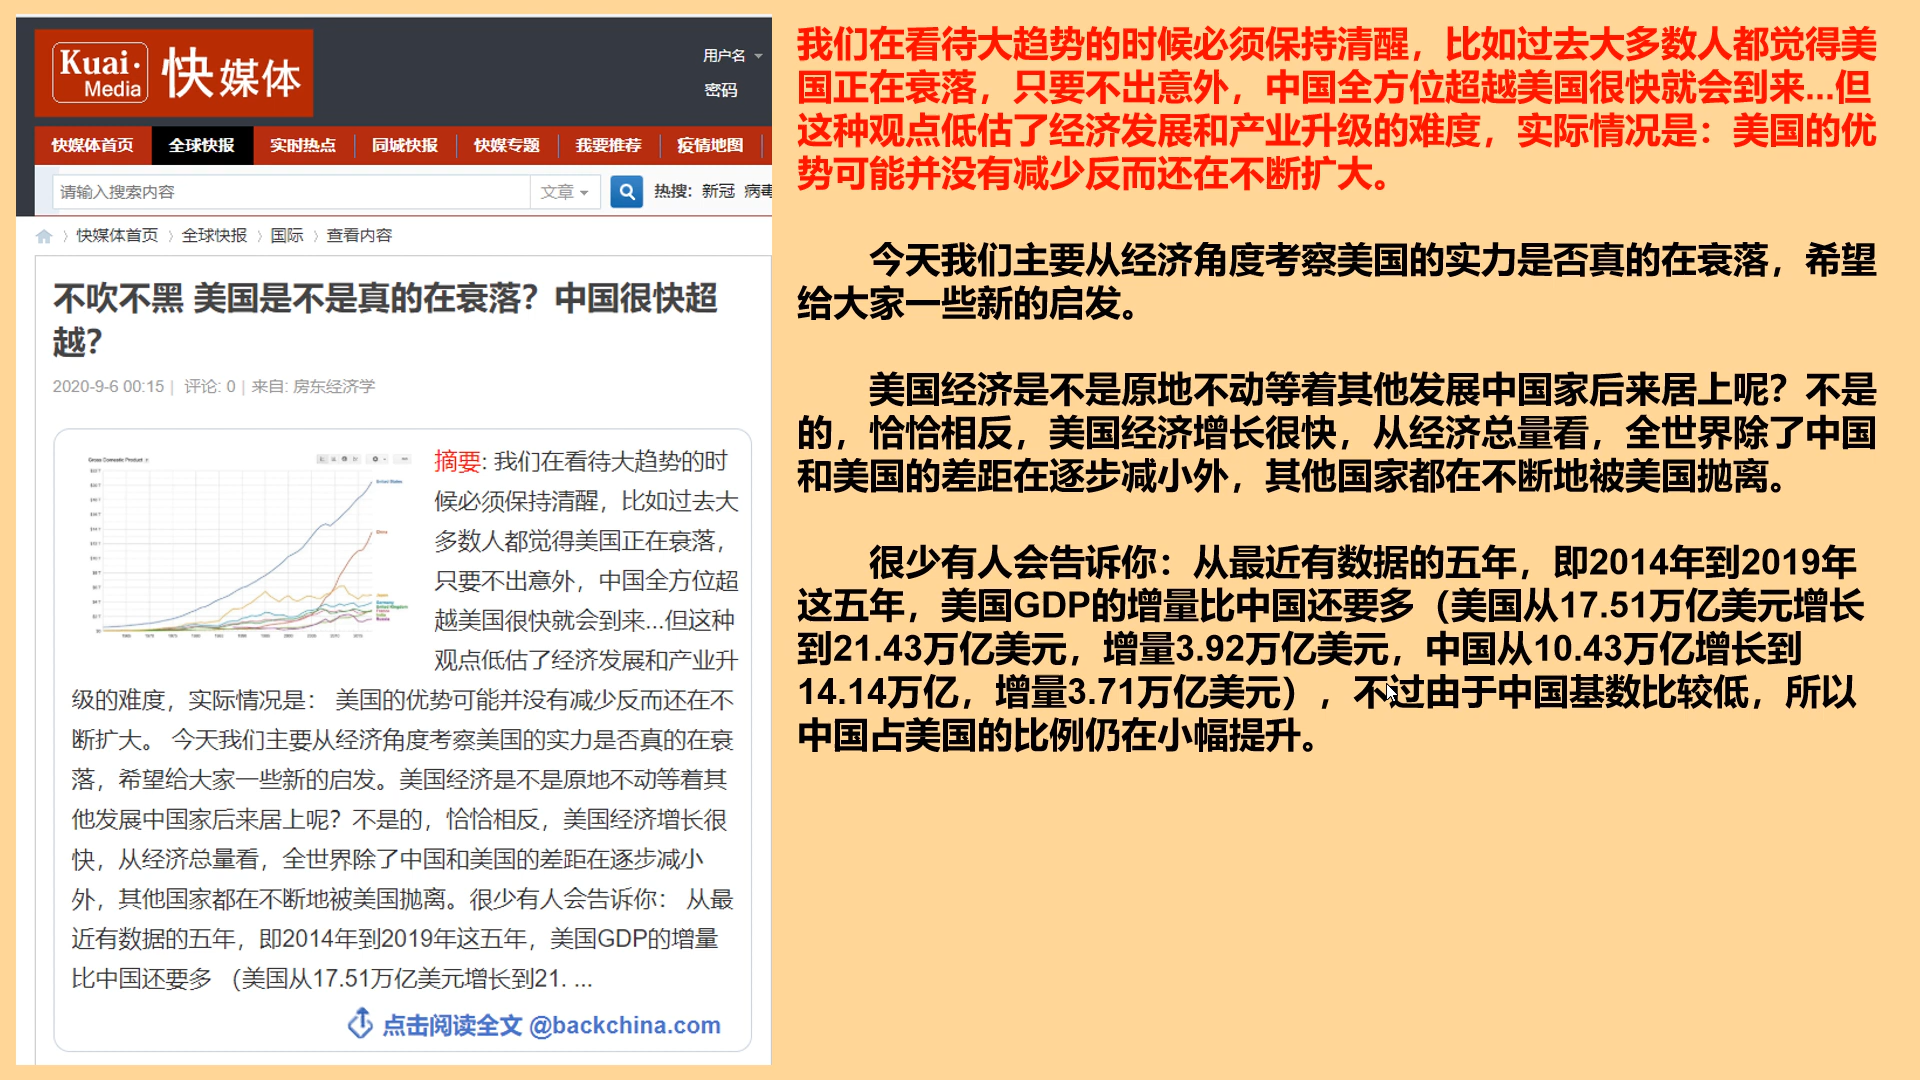 Kuai·
Media
快媒体
用户名
密码
快媒体首页 全球快报 实时热点 同城快报 快媒专题 我要推荐 疫情地图
请输入搜索内容 文章 热搜: 新冠 病毒
快媒体首页 〉 全球快报 〉 国际 〉 查看内容
不吹不黑 美国是不是真的在衰落？中国很快超
越？
2020-9-6 00:15 | 评论: 0 | 来自: 房东经济学
Gross Domestic Product
United States
China
Japan
Germany
United Kingdom
France
Russia
摘要: 我们在看待大趋势的时
候必须保持清醒，比如过去大
多数人都觉得美国正在衰落，
只要不出意外，中国全方位超
越美国很快就会到来...但这种
观点低估了经济发展和产业升
级的难度，实际情况是： 美国的优势可能并没有减少反而还在不
断扩大。 今天我们主要从经济角度考察美国的实力是否真的在衰
落，希望给大家一些新的启发。美国经济是不是原地不动等着其
他发展中国家后来居上呢？不是的，恰恰相反，美国经济增长很
快，从经济总量看，全世界除了中国和美国的差距在逐步减小
外，其他国家都在不断地被美国抛离。很少有人会告诉你： 从最
近有数据的五年，即2014年到2019年这五年，美国GDP的增量
比中国还要多 （美国从17.51万亿美元增长到21. ...
点击阅读全文 @backchina.com
我们在看待大趋势的时候必须保持清醒，比如过去大多数人都觉得美
国正在衰落，只要不出意外，中国全方位超越美国很快就会到来...但
这种观点低估了经济发展和产业升级的难度，实际情况是：美国的优
势可能并没有减少反而还在不断扩大。
今天我们主要从经济角度考察美国的实力是否真的在衰落，希望
给大家一些新的启发。
美国经济是不是原地不动等着其他发展中国家后来居上呢？不是
的，恰恰相反，美国经济增长很快，从经济总量看，全世界除了中国
和美国的差距在逐步减小外，其他国家都在不断地被美国抛离。
很少有人会告诉你：从最近有数据的五年，即2014年到2019年
这五年，美国GDP的增量比中国还要多（美国从17.51万亿美元增长
到21.43万亿美元，增量3.92万亿美元，中国从10.43万亿增长到
14.14万亿，增量3.71万亿美元），不过由于中国基数比较低，所以
中国占美国的比例仍在小幅提升。